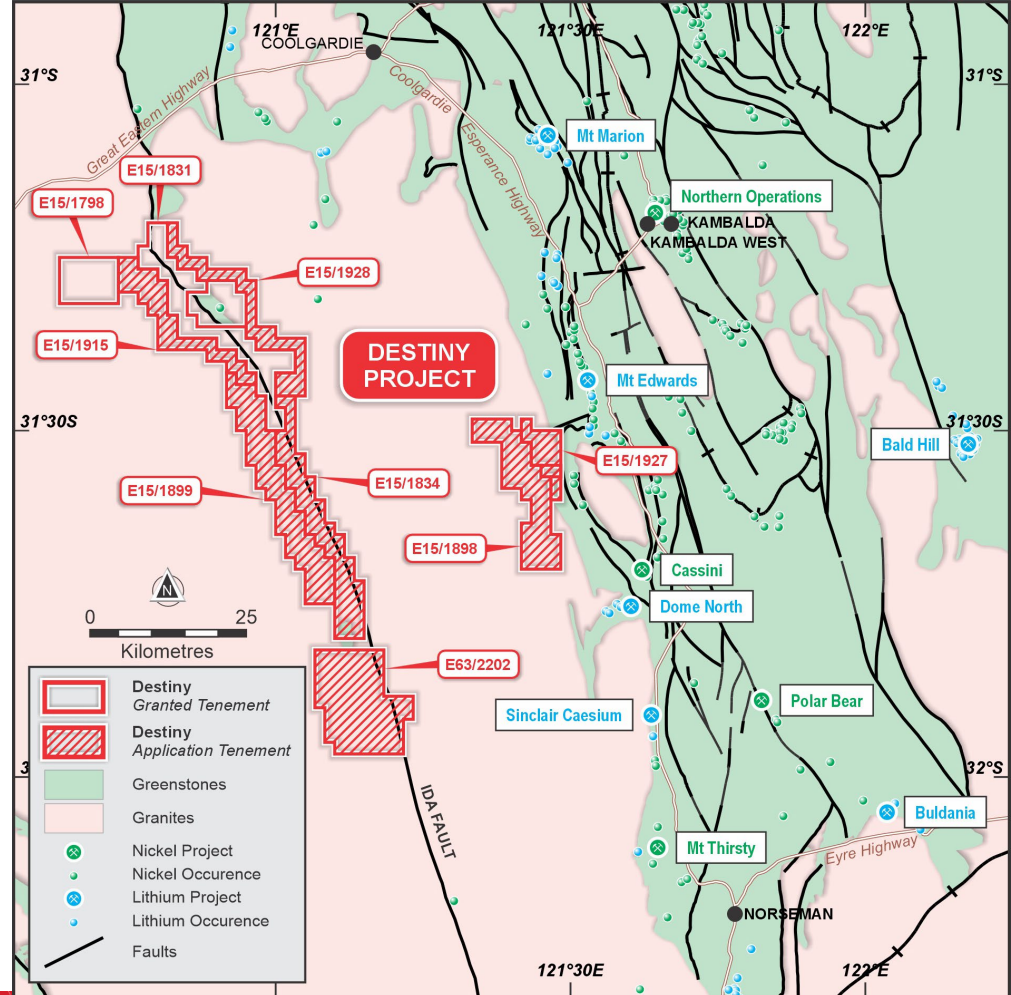 121°E
121°30E
122°E
COOLGARDIE
31°S
31°S
Great Eastern Highway
Coolgardie
Esperance Highway
Mt Marion
E15/1831
E15/1798
Northern Operations
KAMBALDA
KAMBALDA WEST
E15/1928
E15/1915
DESTINY
PROJECT
Mt Edwards
31°30S
31°30S
Bald Hill
E15/1927
E15/1834
E15/1899
E15/1898
Cassini
Dome North
N
0
25
Kilometres
E63/2202
Polar Bear
Sinclair Caesium
3
32°S
IDA FAULT
Buldania
Mt Thirsty
Eyre Highway
NORSEMAN
121°30E
122°E
Destiny
Granted Tenement
Destiny
Application Tenement
Greenstones
Granites
Nickel Project
Nickel Occurence
Lithium Project
Lithium Occurence
Faults